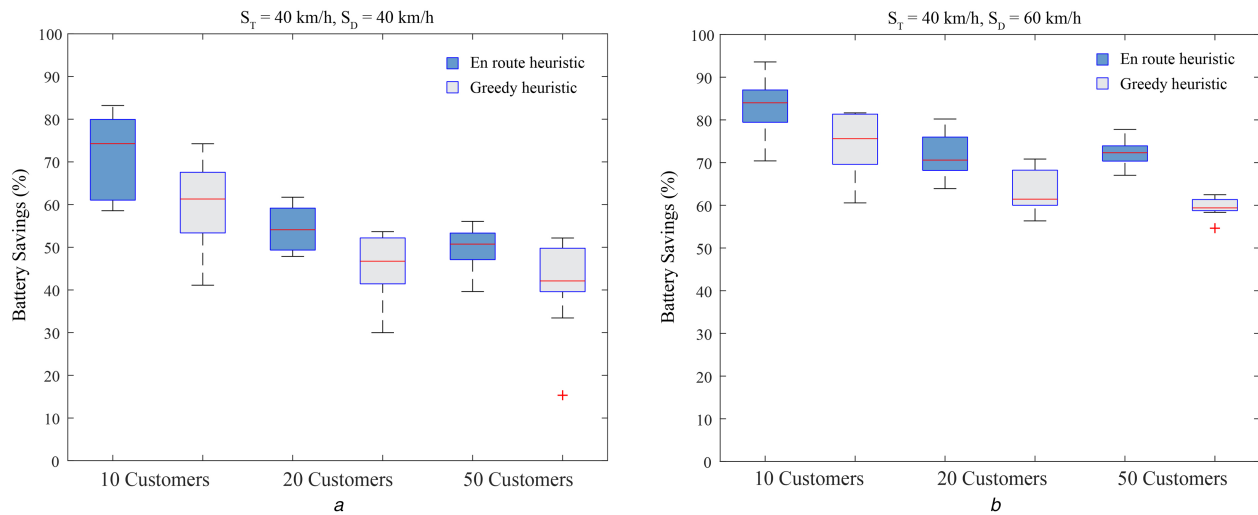 S_T = 40 km/h, S_D = 40 km/h
100
90
80
70
60
50
40
30
20
10
0
Battery Savings (%)
En route heuristic
Greedy heuristic
10 Customers
20 Customers
50 Customers
a
S_T = 40 km/h, S_D = 60 km/h
100
90
80
70
60
50
40
30
20
10
0
Battery Savings (%)
En route heuristic
Greedy heuristic
10 Customers
20 Customers
50 Customers
b